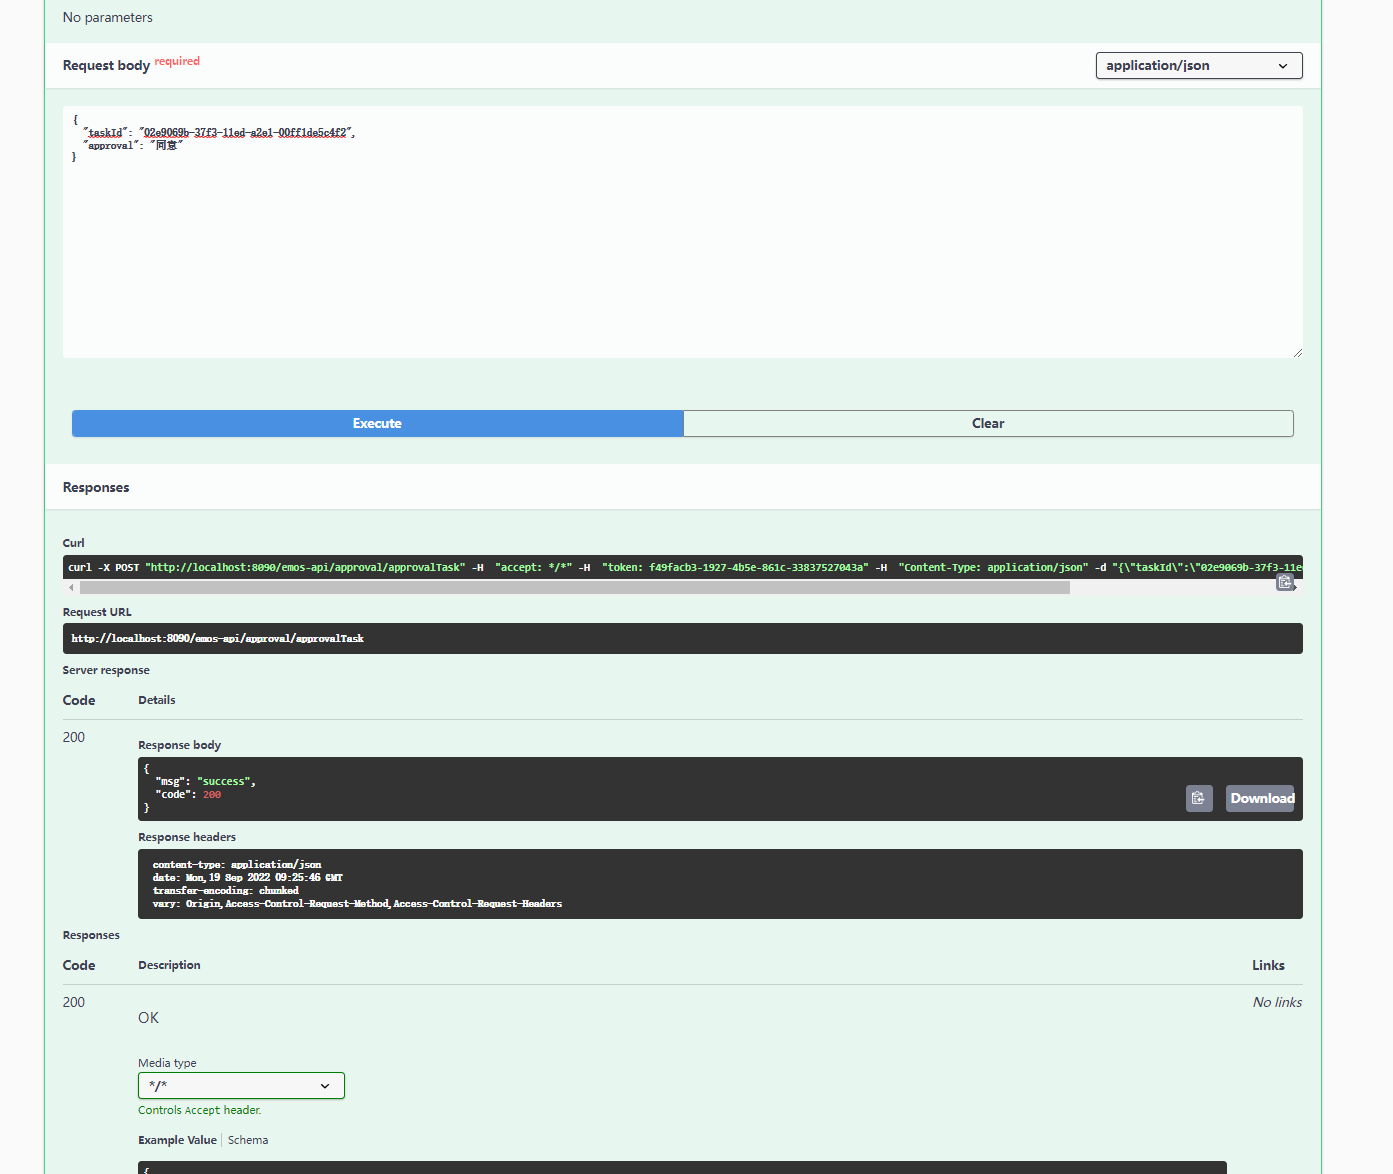 No parameters
Request body required
application/json
{
"taskId": "02e9069b-37f3-11ed-a2e1-00ff1de5c4f2",
"approval": "同意"
}
Execute
Clear
Responses
Curl
curl -X POST "http://localhost:8090/emos-api/approval/approvalTask" -H  "accept: */*" -H  "token: f49facb3-1927-4b5e-861c-33837527043a" -H  "Content-Type: application/json" -d "{\"taskId\":\"02e9069b-37f3-11e
Request URL
http://localhost:8090/emos-api/approval/approvalTask
Server response
Code Details
200
Response body
{
"msg": "success",
"code": 200
}
Download
Response headers
content-type: application/json
date: Mon,19 Sep 2022 09:25:46 GMT
transfer-encoding: chunked
vary: Origin,Access-Control-Request-Method,Access-Control-Request-Headers
Responses
Code Description Links
200 No links
OK
Media type
*/*
Controls Accept header.
Example Value Schema
{